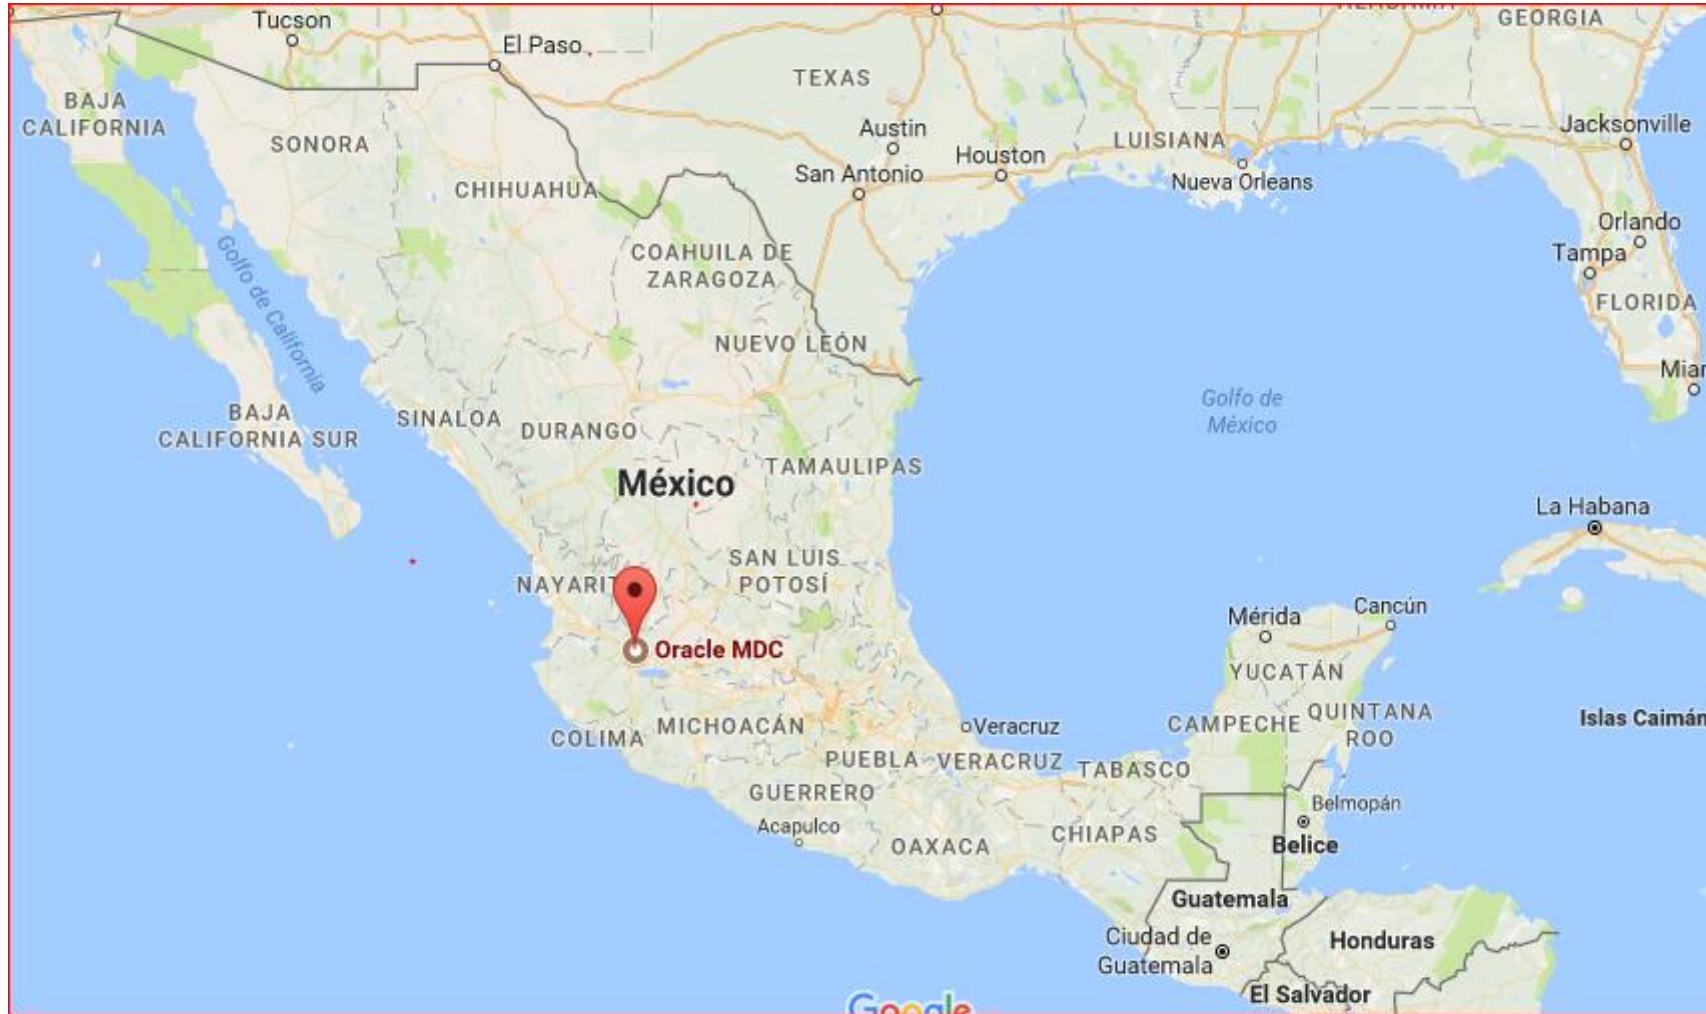 GEORGIA
Tucson
El Paso
TEXAS
BAJA
CALIFORNIA
SONORA
Austin
Houston
LUISIANA
Jacksonville
San Antonio
Nueva Orleans
CHIHUAHUA
Orlando
Tampa
COAHUILA DE
ZARAGOZA
FLORIDA
Golfo de California
NUEVO LEÓN
Golfo de
México
BAJA
CALIFORNIA SUR
SINALOA
DURANGO
TAMAULIPAS
México
La Habana
SAN LUIS
POTOSÍ
NAYARIT
Mérida
Cancún
Oracle MDC
YUCATÁN
QUINTANA
ROO
CAMPECHE
Islas Caimán
MICHOACÁN
COLIMA
Veracruz
PUEBLA
VERACRUZ
TABASCO
GUERRERO
Belmopán
Acapulco
OAXACA
CHIAPAS
Belice
Guatemala
Ciudad de
Guatemala
Honduras
El Salvador
Google